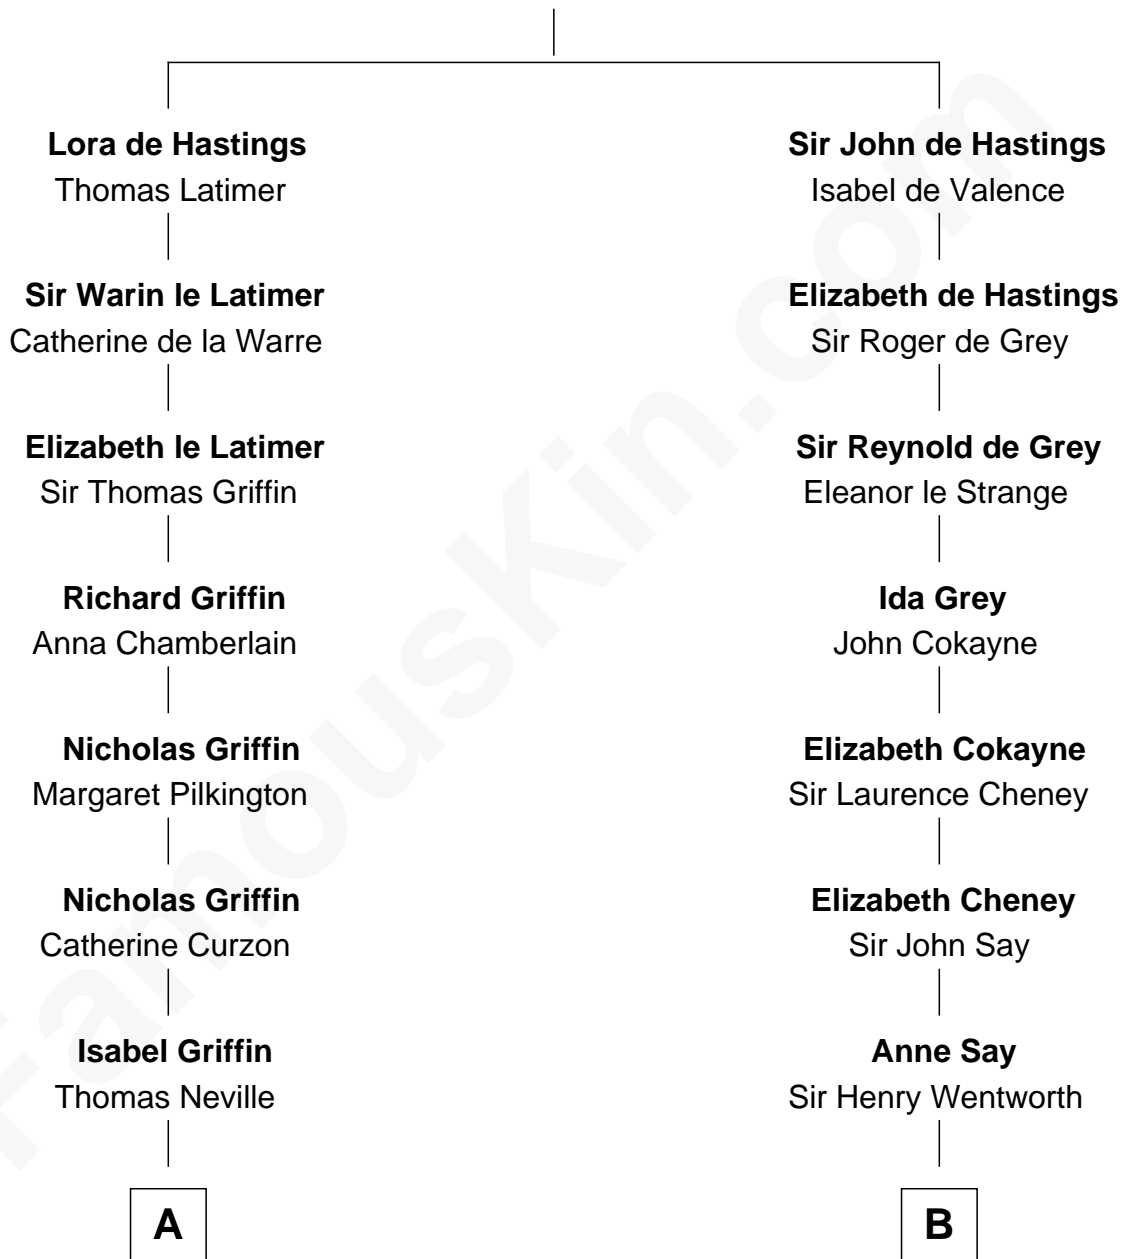 Lora de Hastings
Thomas Latimer
Sir Warin le Latimer
Catherine de la Warre
Elizabeth le Latimer
Sir Thomas Griffin
Richard Griffin
Anna Chamberlain
Nicholas Griffin
Margaret Pilkington
Nicholas Griffin
Catherine Curzon
Isabel Griffin
Thomas Neville
A
Sir John de Hastings
Isabel de Valence
Elizabeth de Hastings
Sir Roger de Grey
Sir Reynold de Grey
Eleanor le Strange
Ida Grey
John Cokayne
Elizabeth Cokayne
Sir Laurence Cheney
Elizabeth Cheney
Sir John Say
Anne Say
Sir Henry Wentworth
B
FamousKin.com